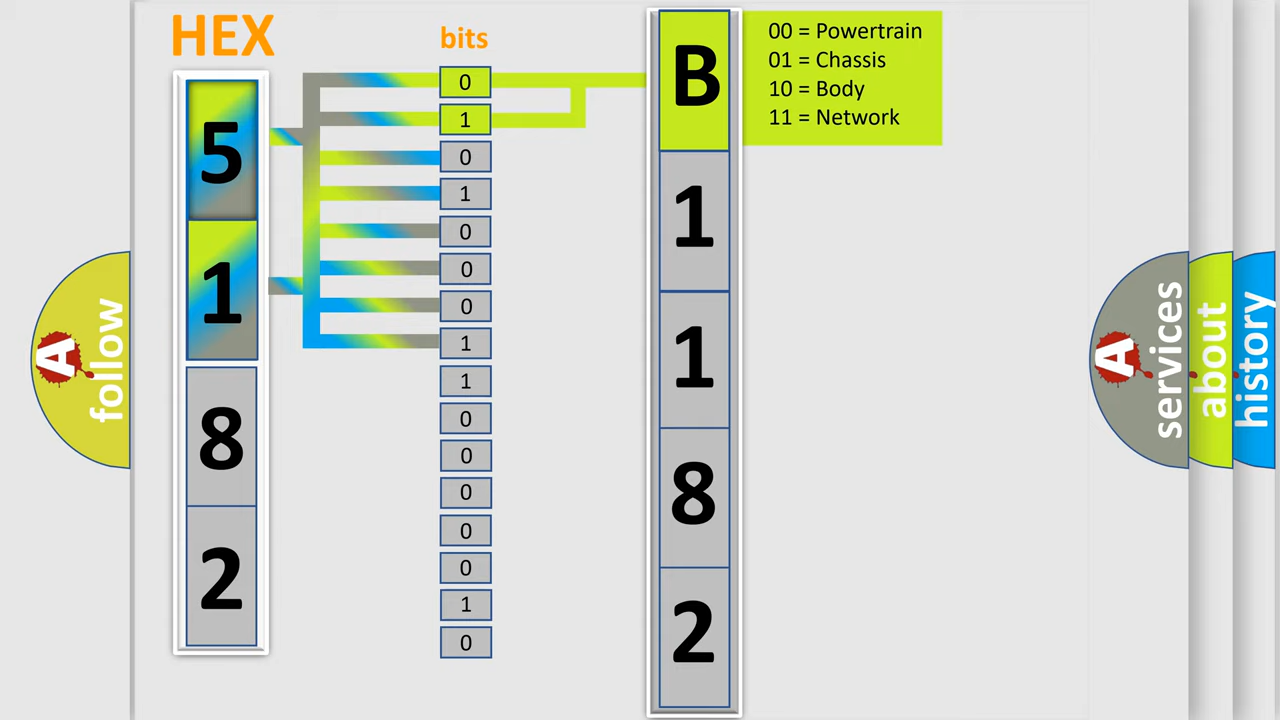 HEX
bits
5
1
8
2
0
1
0
1
0
0
0
1
1
0
0
0
0
0
1
0
B
1
1
8
2
00 = Powertrain
01 = Chassis
10 = Body
11 = Network
A follow
A services
about
history